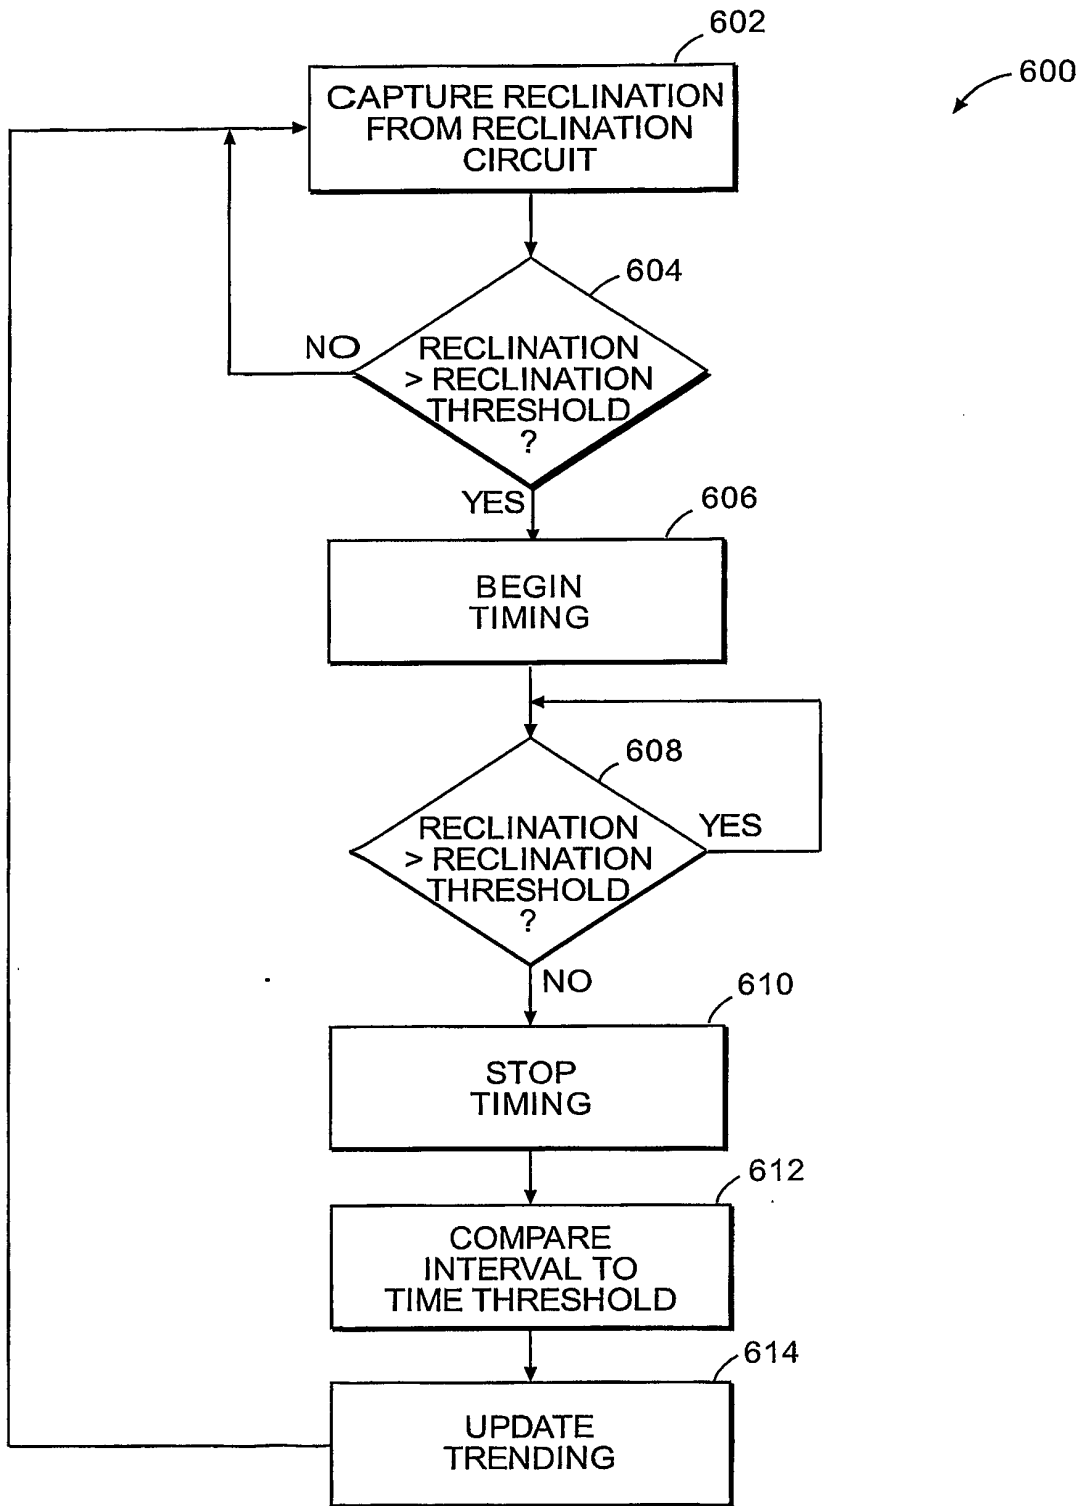 602
600
CAPTURE RECLINATION
FROM RECLINATION
CIRCUIT
604
NO
RECLINATION
> RECLINATION
THRESHOLD
?
YES
606
BEGIN
TIMING
608
RECLINATION
> RECLINATION
THRESHOLD
?
YES
NO
610
STOP
TIMING
612
COMPARE
INTERVAL TO
TIME THRESHOLD
614
UPDATE
TRENDING